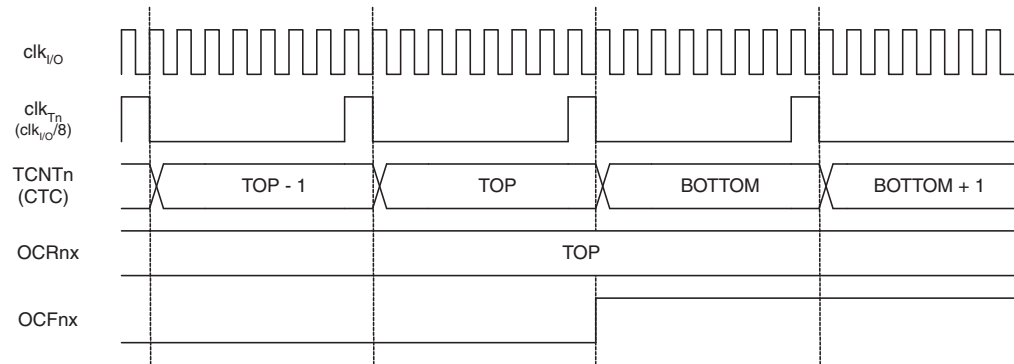 clkI/O
clkTn
(clkI/O/8)
TCNTn
(CTC)
TOP - 1
TOP
BOTTOM
BOTTOM + 1
OCRnx
TOP
OCFnx